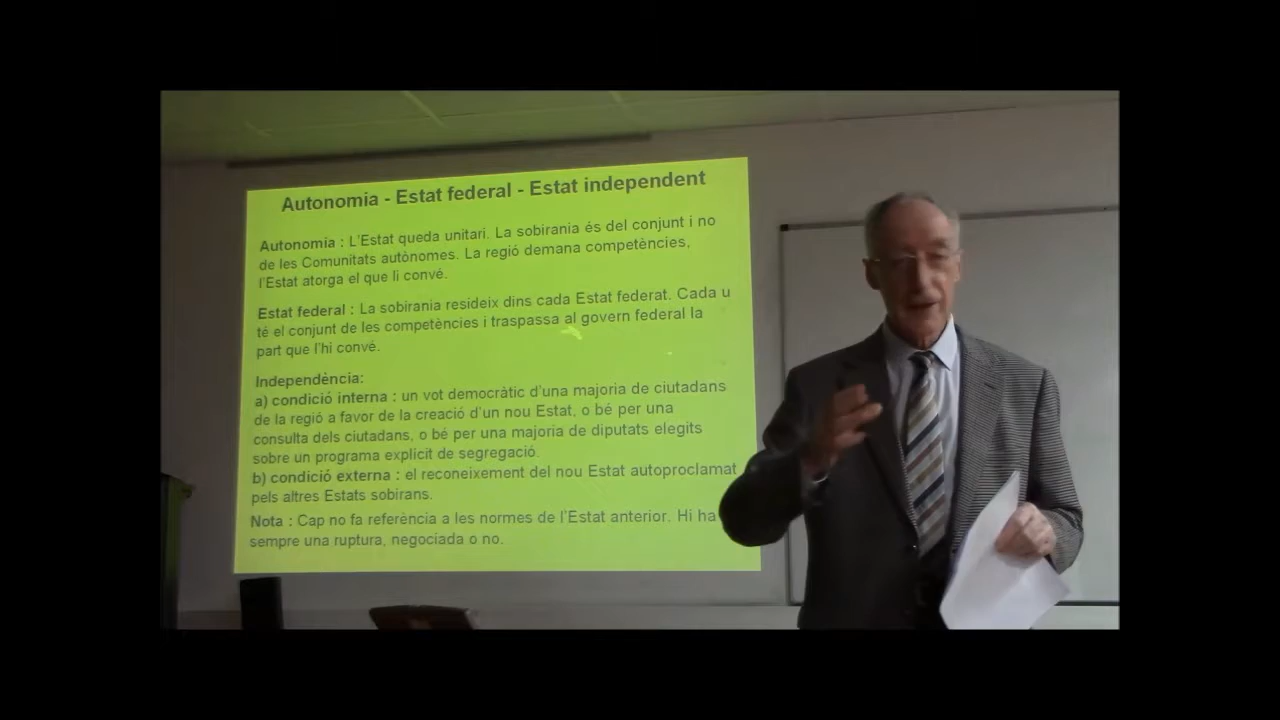 Autonomia - Estat federal - Estat independent
Autonomia : L'Estat queda unitari. La sobirania és del conjunt i no
de les Comunitats autònomes. La regió demana competències,
l'Estat atorga el que li convé.
Estat federal : La sobirania resideix dins cada Estat federat. Cada u
té el conjunt de les competències i traspassa al govern federal la
part que l'hi convé.
Independència:
a) condició interna : un vot democràtic d'una majoria de ciutadans
de la regió a favor de la creació d'un nou Estat, o bé per una
consulta dels ciutadans, o bé per una majoria de diputats elegits
sobre un programa explicit de segregació.
b) condició externa : el reconeixement del nou Estat autoproclamat
pels altres Estats sobirans.
Nota : Cap no fa referència a les normes de l'Estat anterior. Hi ha
sempre una ruptura, negociada o no.